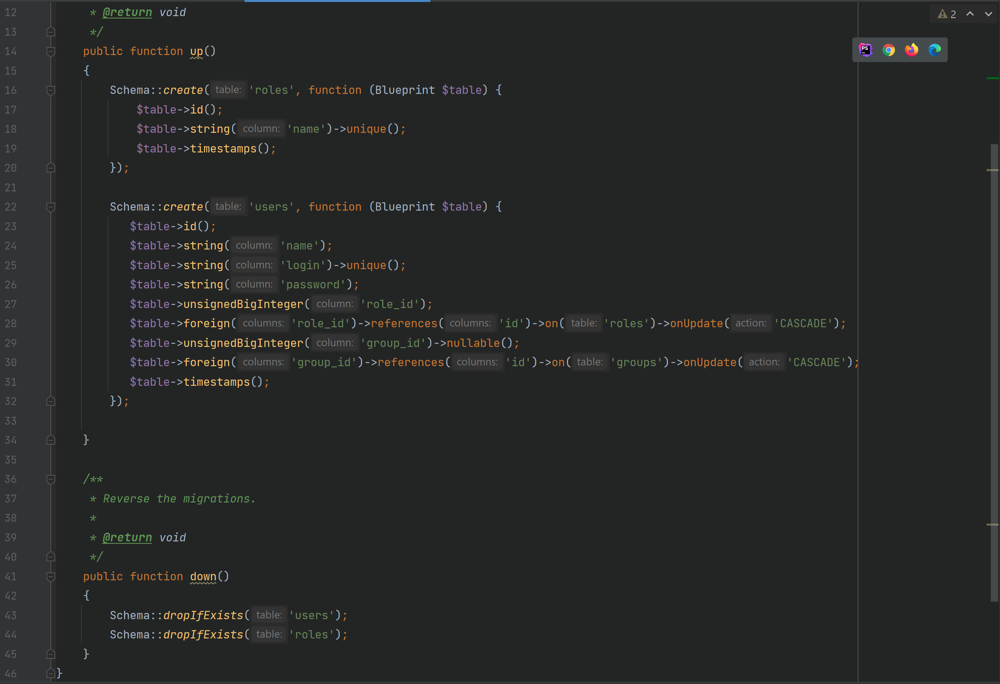 12 * @return void
2
13 */
14 public function up()
PS
15 {
16 Schema::create( table: 'roles', function (Blueprint $table) {
17 $table->id();
18 $table->string( column: 'name')->unique();
19 $table->timestamps();
20 });
21
22 Schema::create( table: 'users', function (Blueprint $table) {
23 $table->id();
24 $table->string( column: 'name');
25 $table->string( column: 'login')->unique();
26 $table->string( column: 'password');
27 $table->unsignedBigInteger( column: 'role_id');
28 $table->foreign( columns: 'role_id')->references( columns: 'id')->on( table: 'roles')->onUpdate( action: 'CASCADE');
29 $table->unsignedBigInteger( column: 'group_id')->nullable();
30 $table->foreign( columns: 'group_id')->references( columns: 'id')->on( table: 'groups')->onUpdate( action: 'CASCADE');
31 $table->timestamps();
32 });
33
34 }
35
36 /**
37 * Reverse the migrations.
38 *
39 * @return void
40 */
41 public function down()
42 {
43 Schema::dropIfExists( table: 'users');
44 Schema::dropIfExists( table: 'roles');
45 }
46 }